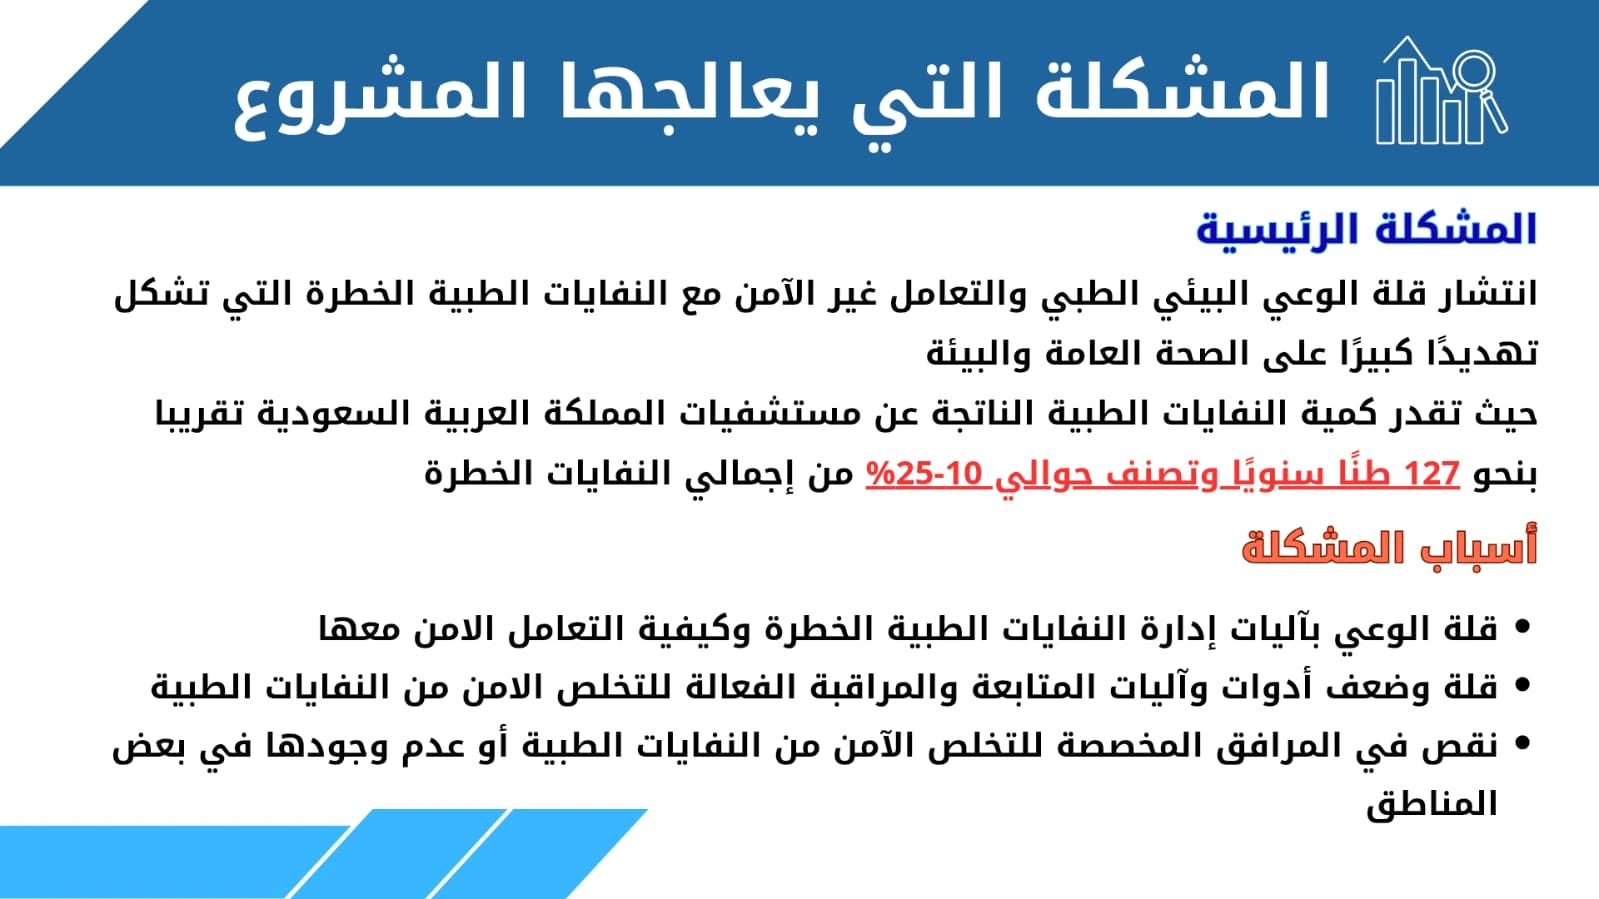 المشكلة التي يعالجها المشروع
المشكلة الرئيسية
انتشار قلة الوعي البيئي الطبي والتعامل غير الآمن مع النفايات الطبية الخطرة التي تشكل
تهديدًا كبيرًا على الصحة العامة والبيئة
حيث تقدر كمية النفايات الطبية الناتجة عن مستشفيات المملكة العربية السعودية تقريبا
بنحو 127 طنًا سنويًا وتصنف حوالي 10-25% من إجمالي النفايات الخطرة
أسباب المشكلة
• قلة الوعي بآليات إدارة النفايات الطبية الخطرة وكيفية التعامل الامن معها
• قلة وضعف أدوات وآليات المتابعة والمراقبة الفعالة للتخلص الامن من النفايات الطبية
• نقص في المرافق المخصصة للتخلص الآمن من النفايات الطبية أو عدم وجودها في بعض
المناطق